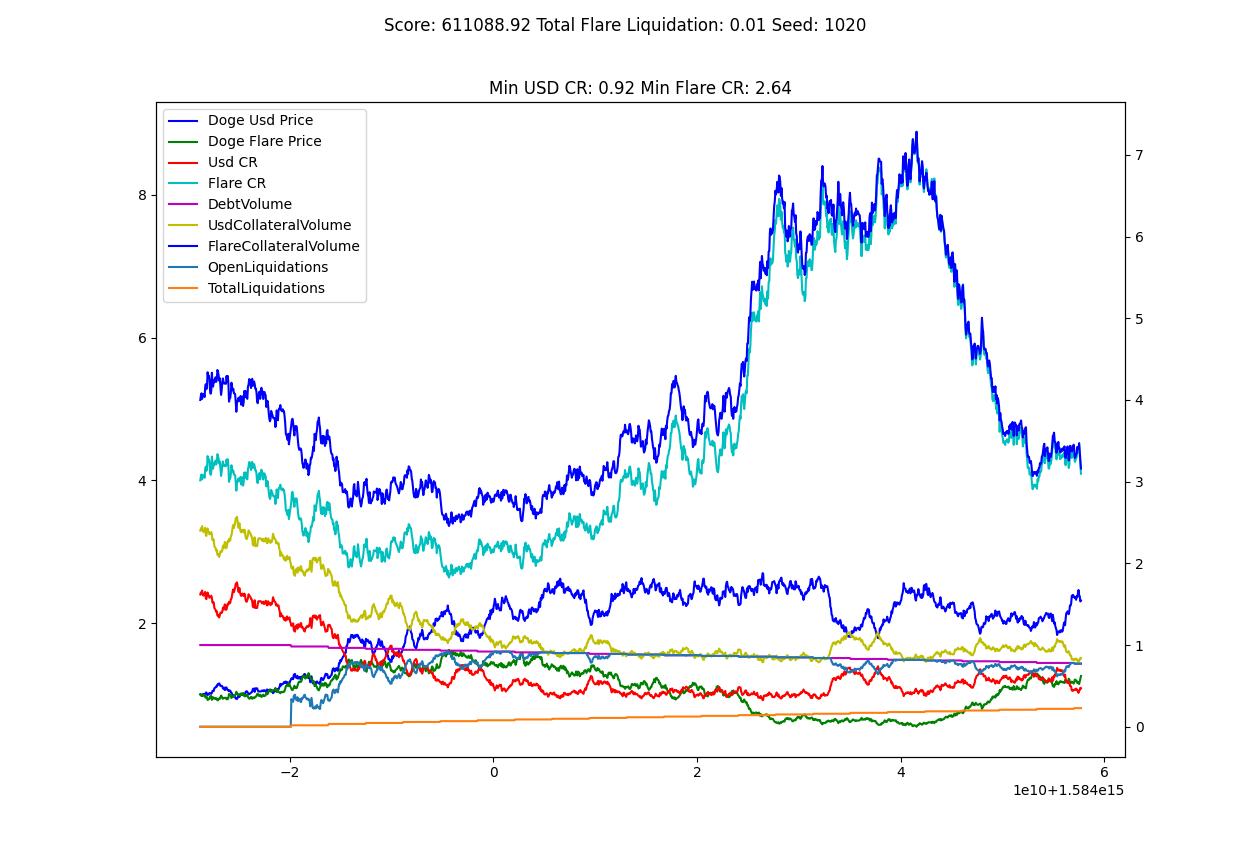 Score: 611088.92 Total Flare Liquidation: 0.01 Seed: 1020
Min USD CR: 0.92 Min Flare CR: 2.64
Doge Usd Price
Doge Flare Price
Usd CR
Flare CR
DebtVolume
UsdCollateralVolume
FlareCollateralVolume
OpenLiquidations
TotalLiquidations
8
6
4
2
7
6
5
4
3
2
1
0
−2
0
2
4
6
1e10+1.584e15